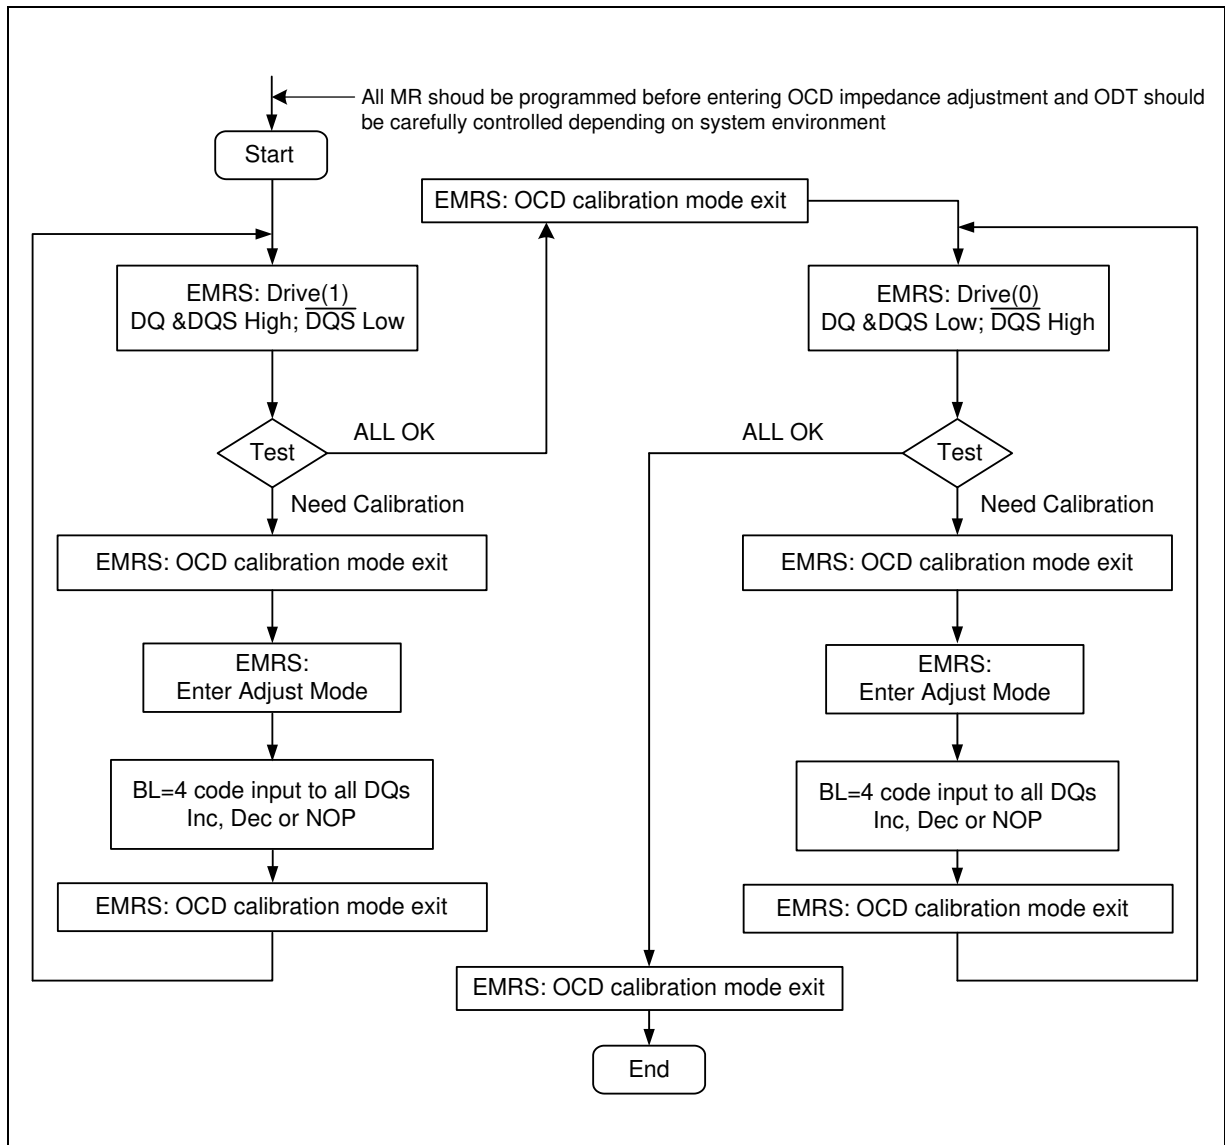 All MR shoud be programmed before entering OCD impedance adjustment and ODT should
be carefully controlled depending on system environment
Start
EMRS: OCD calibration mode exit
EMRS: Drive(1)
DQ &DQS High; D̅Q̅S̅ Low
Test
ALL OK
Need Calibration
EMRS: OCD calibration mode exit
EMRS:
Enter Adjust Mode
BL=4 code input to all DQs
Inc, Dec or NOP
EMRS: OCD calibration mode exit
EMRS: Drive(0)
DQ &DQS Low; D̅Q̅S̅ High
ALL OK
Test
Need Calibration
EMRS: OCD calibration mode exit
EMRS:
Enter Adjust Mode
BL=4 code input to all DQs
Inc, Dec or NOP
EMRS: OCD calibration mode exit
EMRS: OCD calibration mode exit
End